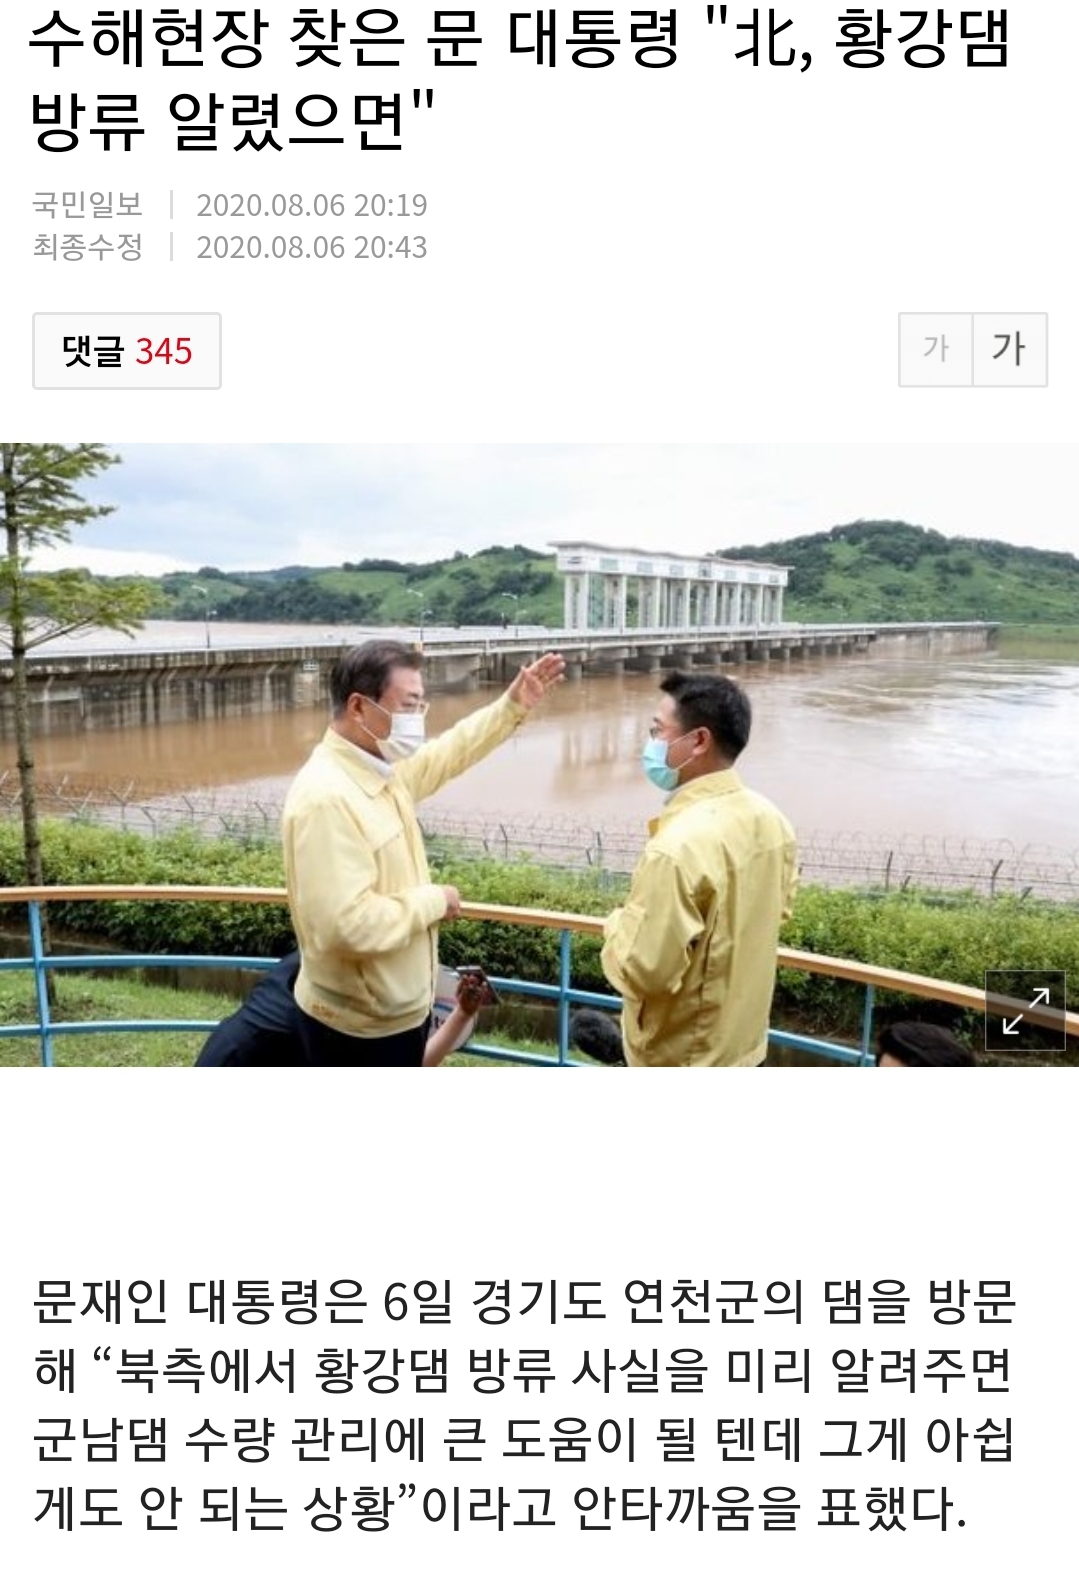 수해현장 찾은 문 대통령 "北, 황강댐
방류 알렸으면"
국민일보 | 2020.08.06 20:19
최종수정 | 2020.08.06 20:43
댓글 345
가 가
문재인 대통령은 6일 경기도 연천군의 댐을 방문
해 “북측에서 황강댐 방류 사실을 미리 알려주면
군남댐 수량 관리에 큰 도움이 될 텐데 그게 아쉽
게도 안 되는 상황”이라고 안타까움을 표했다.